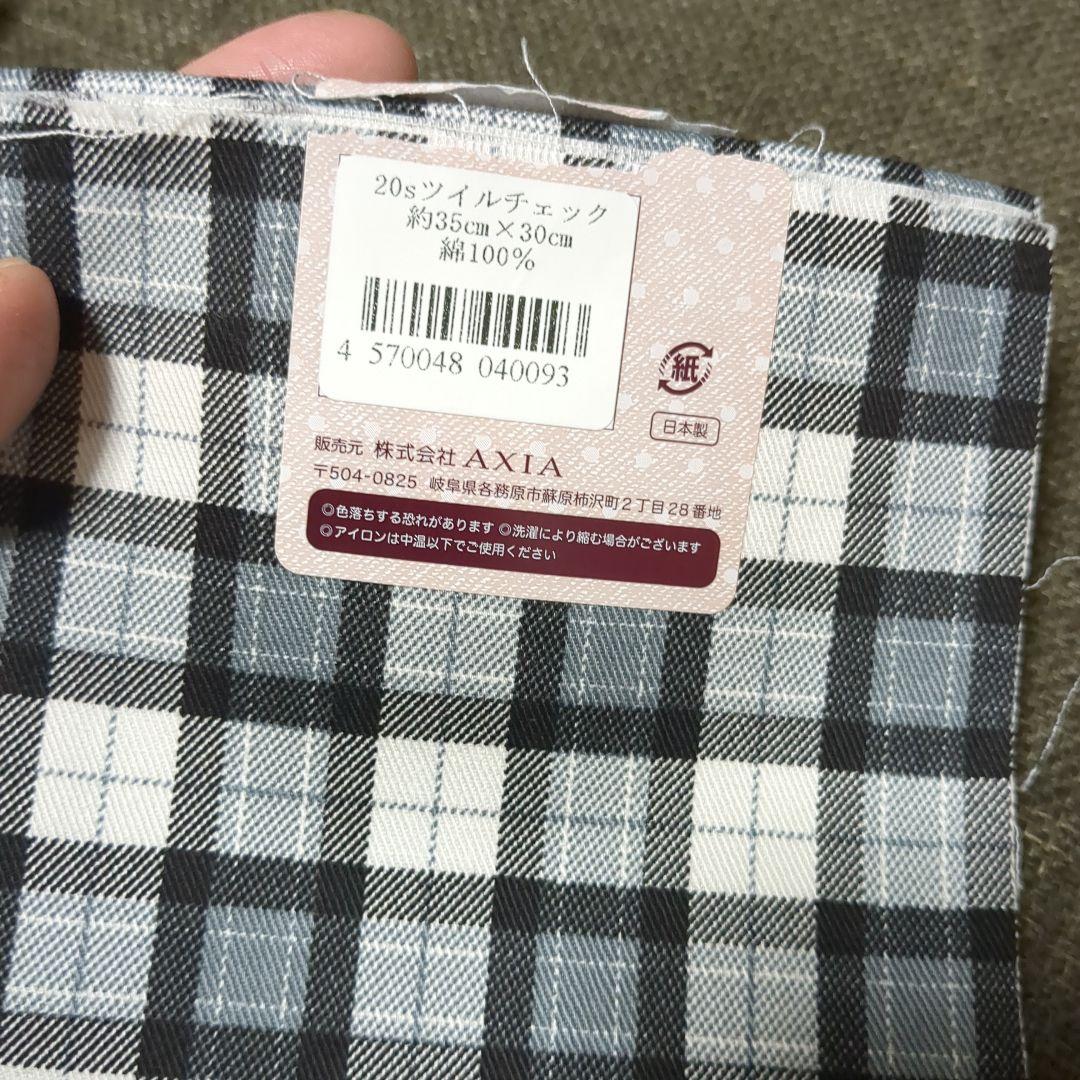 20sツイルチェック
約35㎝×30㎝
綿100%
4 570048 040093
紙
日本製
販売元 株式会社 AXIA
〒504-0825 岐阜県各務原市蘇原柿沢町2丁目28番地
◎色落ちする恐れがあります ◎洗濯により縮む場合がございます
◎アイロンは中温以下でご使用ください